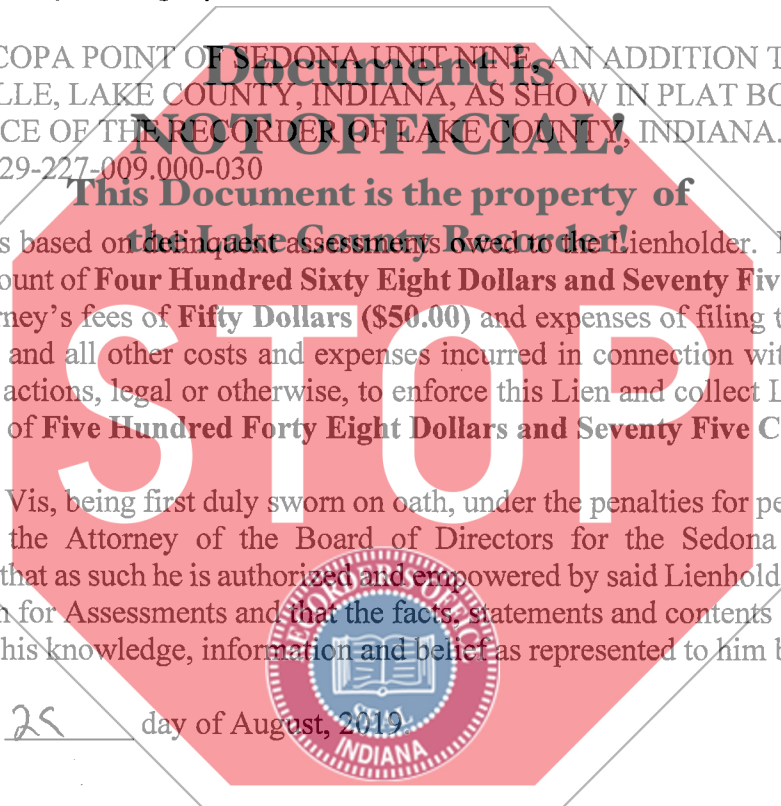 COPA POINT OF SEDONA UNIT NINE, AN ADDITION T
Document is
LLE, LAKE COUNTY, INDIANA, AS SHOW IN PLAT BO
NOT OFFICIAL!
CE OF THE RECORDER OF LAKE COUNTY, INDIANA.
29-227-009.000-030
This Document is the property of
the Lake County Recorder!
s based on delinquent assessments owed to the Lienholder.
ount of Four Hundred Sixty Eight Dollars and Seventy Fiv
ney's fees of Fifty Dollars ($50.00) and expenses of filing t
and all other costs and expenses incurred in connection wit
actions, legal or otherwise, to enforce this Lien and collect L
of Five Hundred Forty Eight Dollars and Seventy Five C
STOP
Vis, being first duly sworn on oath, under the penalties for pe
the Attorney of the Board of Directors for the Sedona
that as such he is authorized and empowered by said Lienhold
n for Assessments and that the facts, statements and contents
his knowledge, information and belief as represented to him b
day of August, 2019.
RECORDER'S OFFICE
SEAL
INDIANA